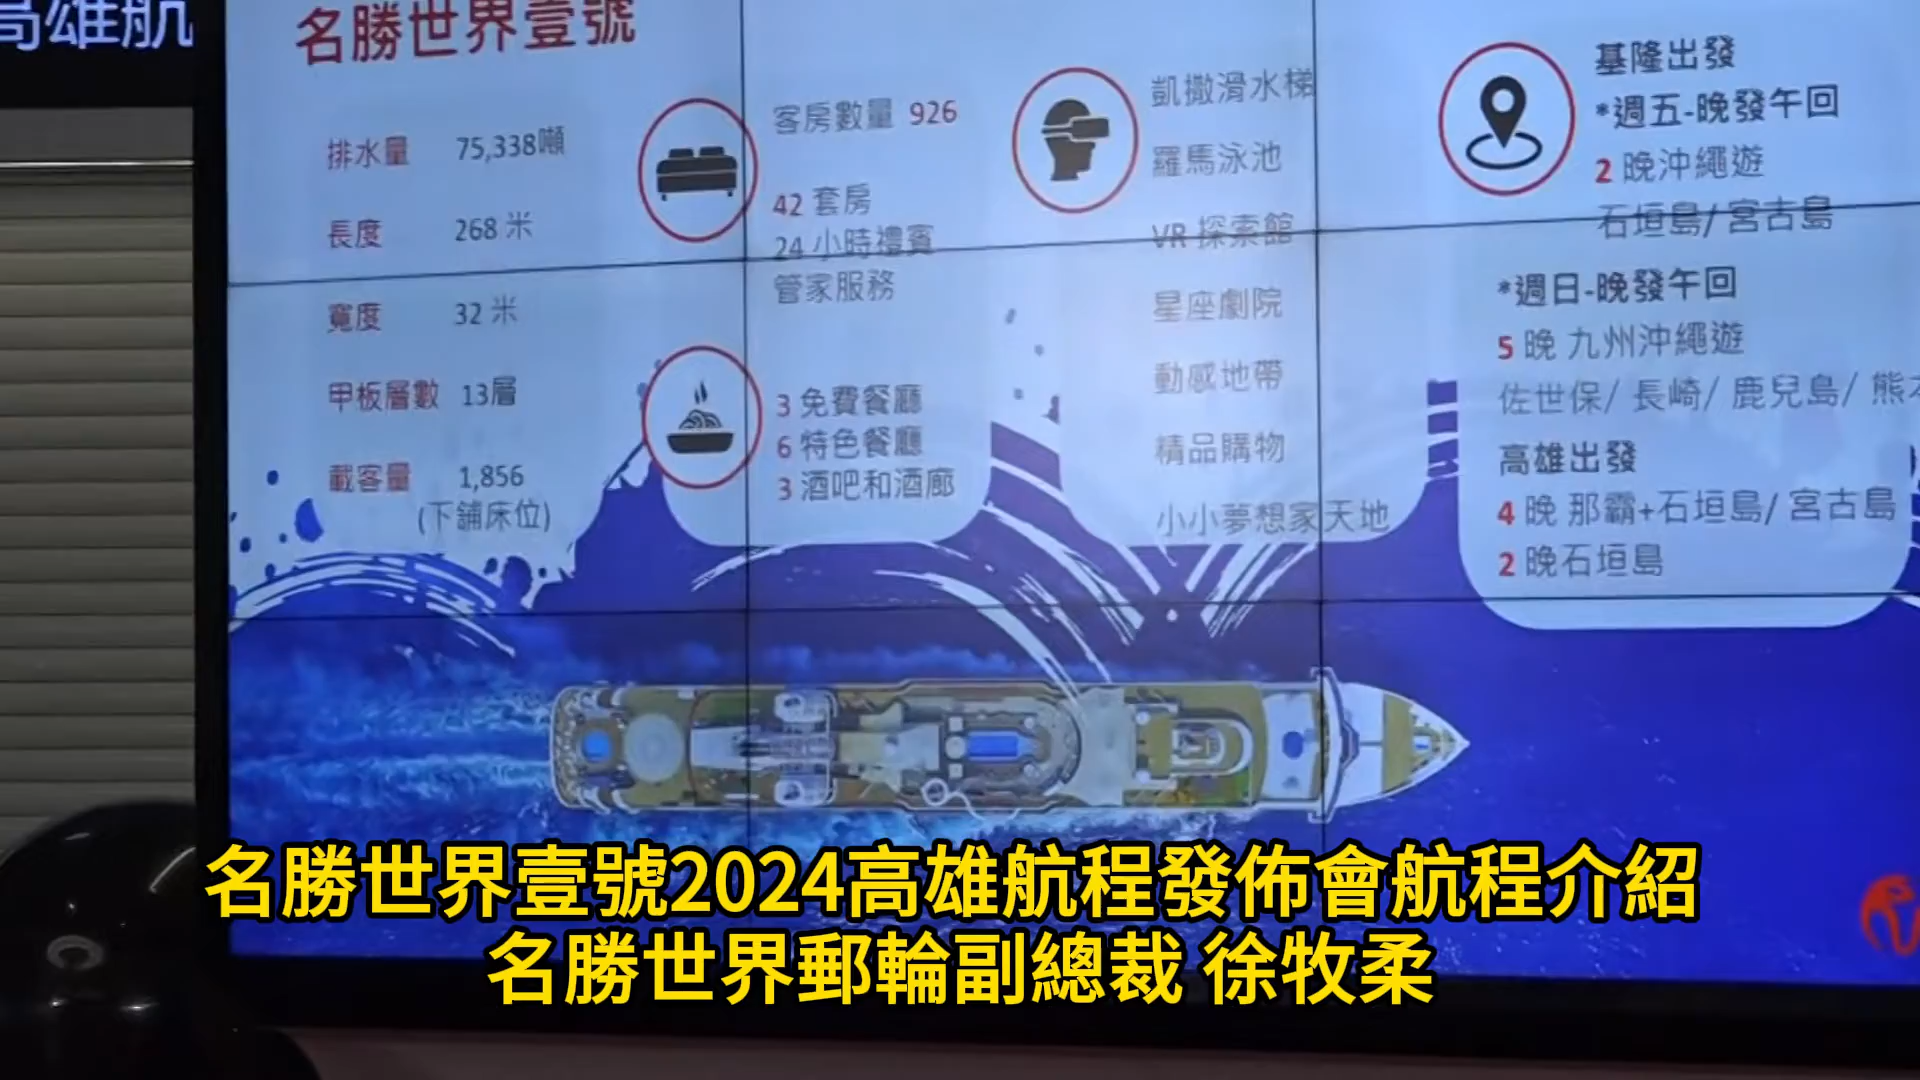 高雄航
名勝世界壹號
排水量 75,338噸
長度 268 米
寬度 32 米
甲板層數 13層
載客量 1,856
(下舖床位)
客房數量 926
42 套房
24 小時禮賓
管家服務
3 免費餐廳
6 特色餐廳
3 酒吧和酒廊
凱撒滑水梯
羅馬泳池
VR 探索館
星座劇院
動感地帶
精品購物
小小夢想家天地
基隆出發
*週五-晚發午回
2 晚沖繩遊
石垣島/ 宮古島
*週日-晚發午回
5 晚 九州沖繩遊
佐世保/ 長崎/ 鹿兒島/ 熊本
高雄出發
4 晚 那霸+石垣島/ 宮古島
2 晚石垣島
名勝世界壹號2024高雄航程發佈會航程介紹
名勝世界郵輪副總裁 徐牧柔